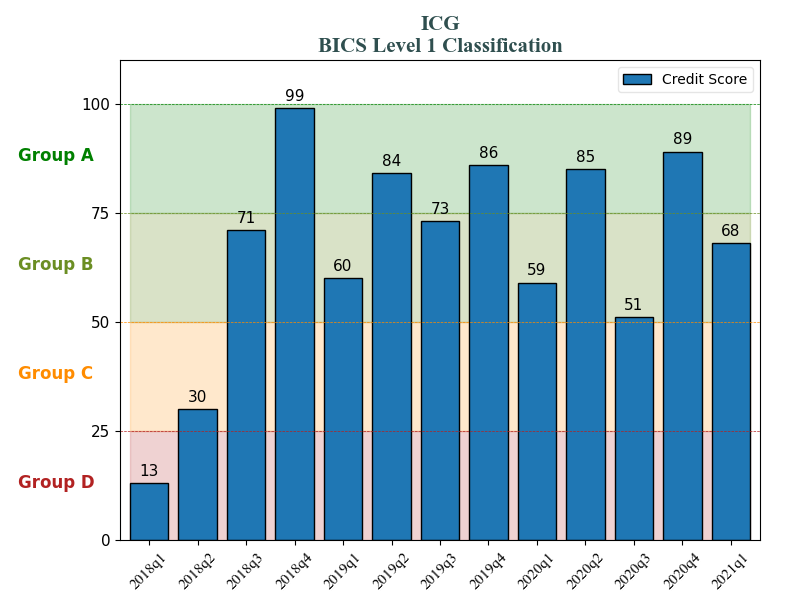 ICG
BICS Level 1 Classification
Credit Score
100
75
50
25
0
Group A
Group B
Group C
Group D
13
30
71
99
60
84
73
86
59
85
51
89
68
2018q1
2018q2
2018q3
2018q4
2019q1
2019q2
2019q3
2019q4
2020q1
2020q2
2020q3
2020q4
2021q1